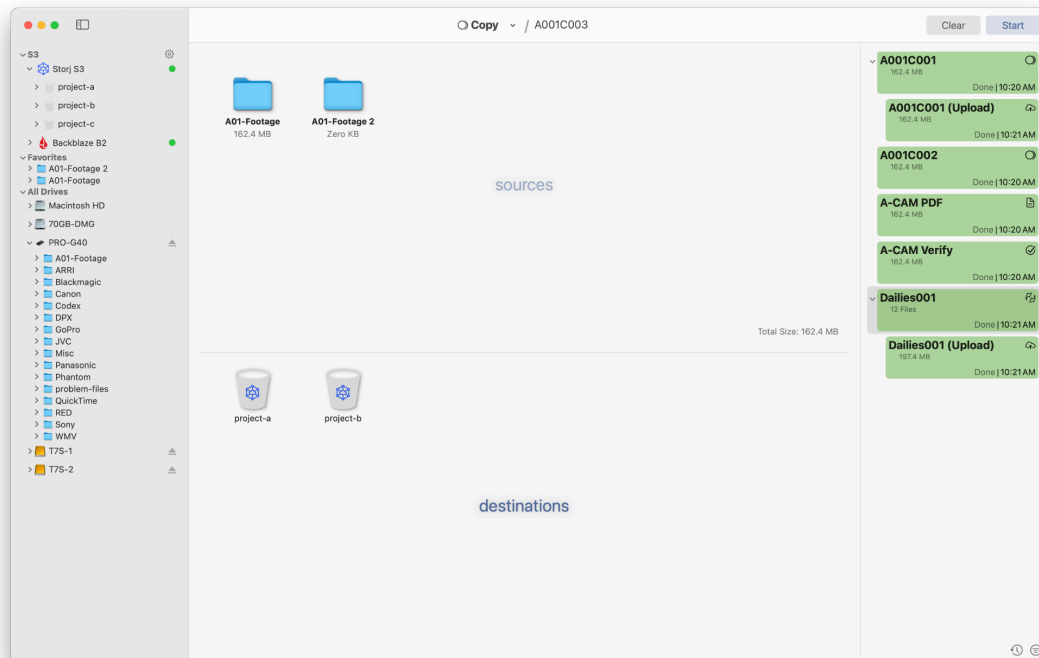 Copy / A001C003
Clear
Start
S3
Storj S3
project-a
project-b
project-c
Backblaze B2
Favorites
A01-Footage 2
A01-Footage
All Drives
Macintosh HD
70GB-DMG
PRO-G40
A01-Footage
ARRI
Blackmagic
Canon
Codex
DPX
GoPro
JVC
Misc
Panasonic
Phantom
problem-files
QuickTime
RED
Sony
WMV
T7S-1
T7S-2
A01-Footage
162.4 MB
A01-Footage 2
Zero KB
sources
Total Size: 162.4 MB
project-a
project-b
destinations
A001C001
162.4 MB
Done | 10:20 AM
A001C001 (Upload)
162.4 MB
Done | 10:21 AM
A001C002
162.4 MB
Done | 10:20 AM
A-CAM PDF
162.4 MB
Done | 10:20 AM
A-CAM Verify
162.4 MB
Done | 10:20 AM
Dailies001
12 Files
Done | 10:21 AM
Dailies001 (Upload)
197.4 MB
Done | 10:21 AM